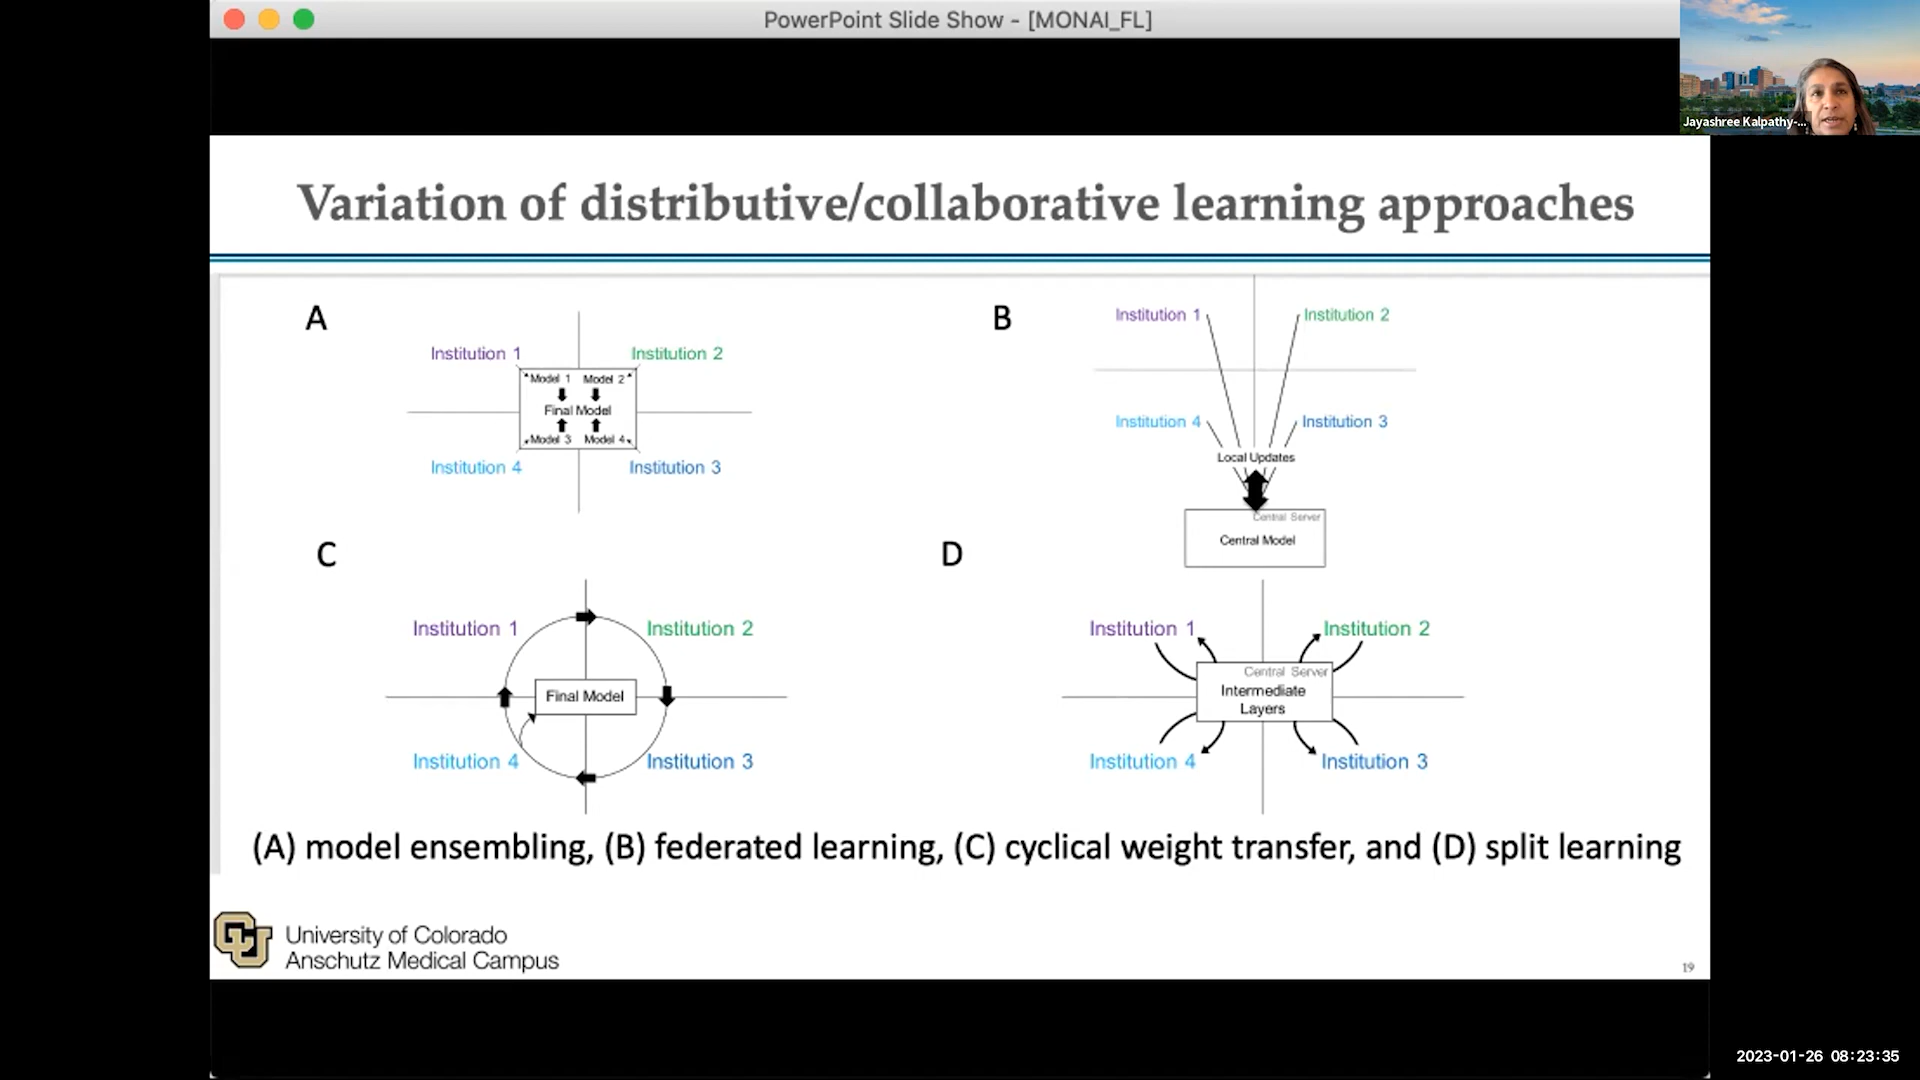 PowerPoint Slide Show - [MONAI_FL]
Jayashree Kalpathy-...
Variation of distributive/collaborative learning approaches
A
Institution 1
Institution 2
Model 1
Model 2
Final Model
Model 3
Model 4
Institution 4
Institution 3
B
Institution 1
Institution 2
Institution 4
Institution 3
Local Updates
Central Server
Central Model
C
Institution 1
Institution 2
Final Model
Institution 4
Institution 3
D
Institution 1
Institution 2
Central Server
Intermediate
Layers
Institution 4
Institution 3
(A) model ensembling, (B) federated learning, (C) cyclical weight transfer, and (D) split learning
CU
University of Colorado
Anschutz Medical Campus
19
2023-01-26 08:23:35